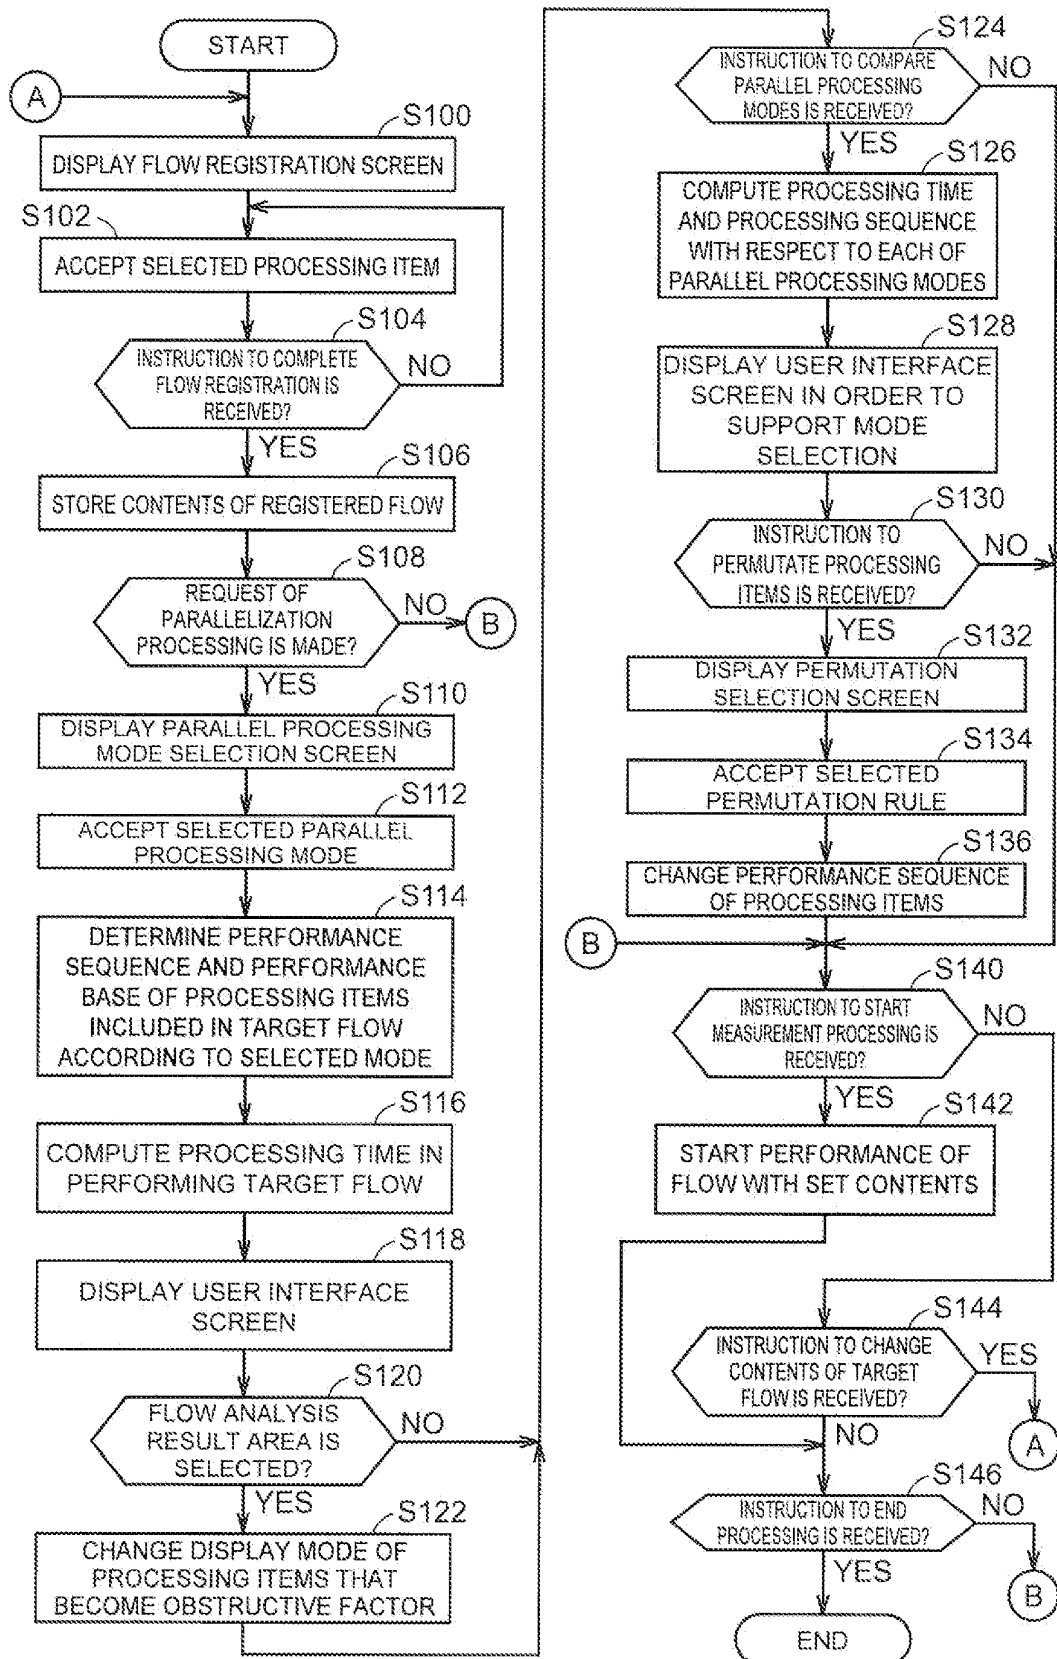 START
A
S100
DISPLAY FLOW REGISTRATION SCREEN
S102
ACCEPT SELECTED PROCESSING ITEM
S104
INSTRUCTION TO COMPLETE
FLOW REGISTRATION IS
RECEIVED?
NO
YES
S106
STORE CONTENTS OF REGISTERED FLOW
S108
REQUEST OF
PARALLELIZATION
PROCESSING IS MADE?
NO
B
YES
S110
DISPLAY PARALLEL PROCESSING
MODE SELECTION SCREEN
S112
ACCEPT SELECTED PARALLEL
PROCESSING MODE
S114
DETERMINE PERFORMANCE
SEQUENCE AND PERFORMANCE
BASE OF PROCESSING ITEMS
INCLUDED IN TARGET FLOW
ACCORDING TO SELECTED MODE
S116
COMPUTE PROCESSING TIME IN
PERFORMING TARGET FLOW
S118
DISPLAY USER INTERFACE
SCREEN
S120
FLOW ANALYSIS
RESULT AREA IS
SELECTED?
NO
YES
S122
CHANGE DISPLAY MODE OF
PROCESSING ITEMS THAT
BECOME OBSTRUCTIVE FACTOR
S124
INSTRUCTION TO COMPARE
PARALLEL PROCESSING
MODES IS RECEIVED?
NO
YES
S126
COMPUTE PROCESSING TIME
AND PROCESSING SEQUENCE
WITH RESPECT TO EACH OF
PARALLEL PROCESSING MODES
S128
DISPLAY USER INTERFACE
SCREEN IN ORDER TO
SUPPORT MODE
SELECTION
S130
INSTRUCTION TO
PERMUTATE PROCESSING
ITEMS IS RECEIVED?
NO
YES
S132
DISPLAY PERMUTATION
SELECTION SCREEN
S134
ACCEPT SELECTED
PERMUTATION RULE
S136
CHANGE PERFORMANCE SEQUENCE
OF PROCESSING ITEMS
B
S140
INSTRUCTION TO START
MEASUREMENT PROCESSING IS
RECEIVED?
NO
YES
S142
START PERFORMANCE OF
FLOW WITH SET CONTENTS
S144
INSTRUCTION TO CHANGE
CONTENTS OF TARGET
FLOW IS RECEIVED?
YES
A
NO
S146
INSTRUCTION TO END
PROCESSING IS RECEIVED?
NO
B
YES
END